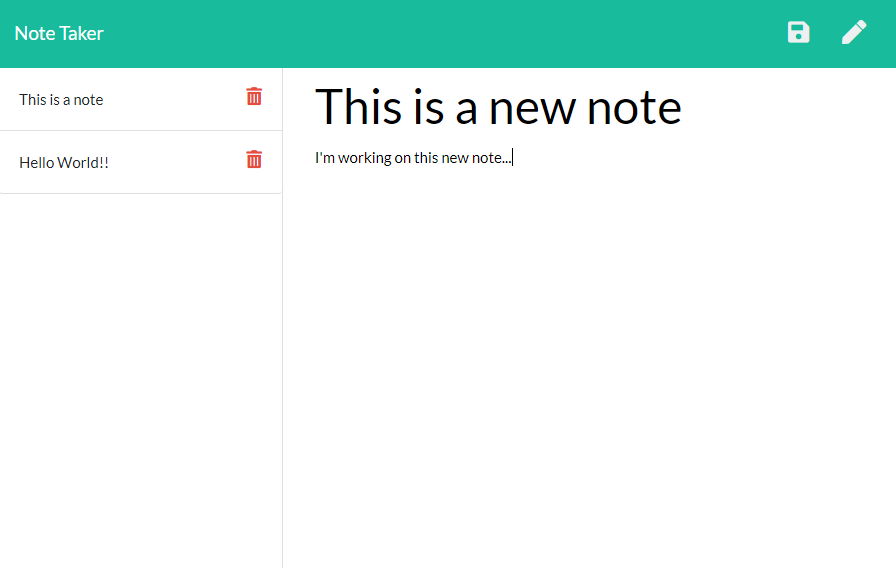 Note Taker
This is a note
Hello World!!
This is a new note
I'm working on this new note...